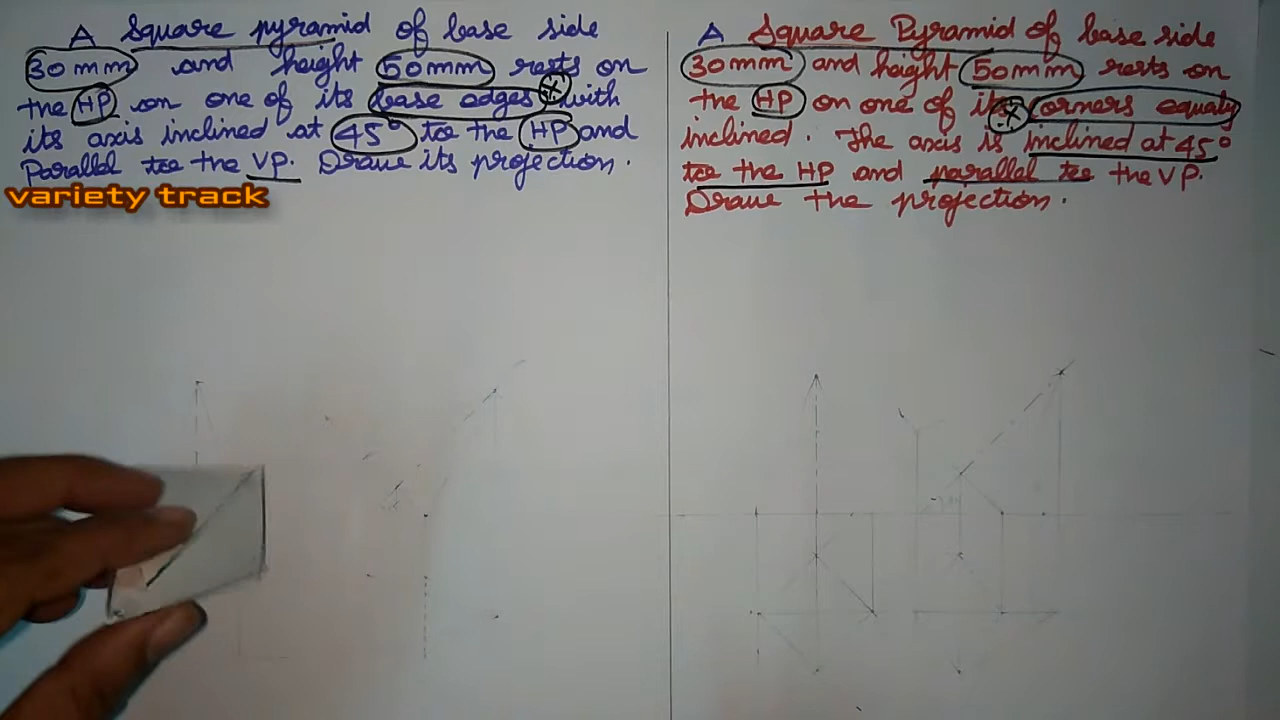 A Square pyramid of base side
30mm and height 50mm rests on
the HP on one of its base edges with
its axis inclined at 45° to the HP and
Parallel to the VP. Draw its projection.
variety track
A Square Pyramid of base side
30mm and height 50mm rests on
the HP on one of its corners equaly
inclined. The axis is inclined at 45°
to the HP and parallel to the VP.
Draw the projection.